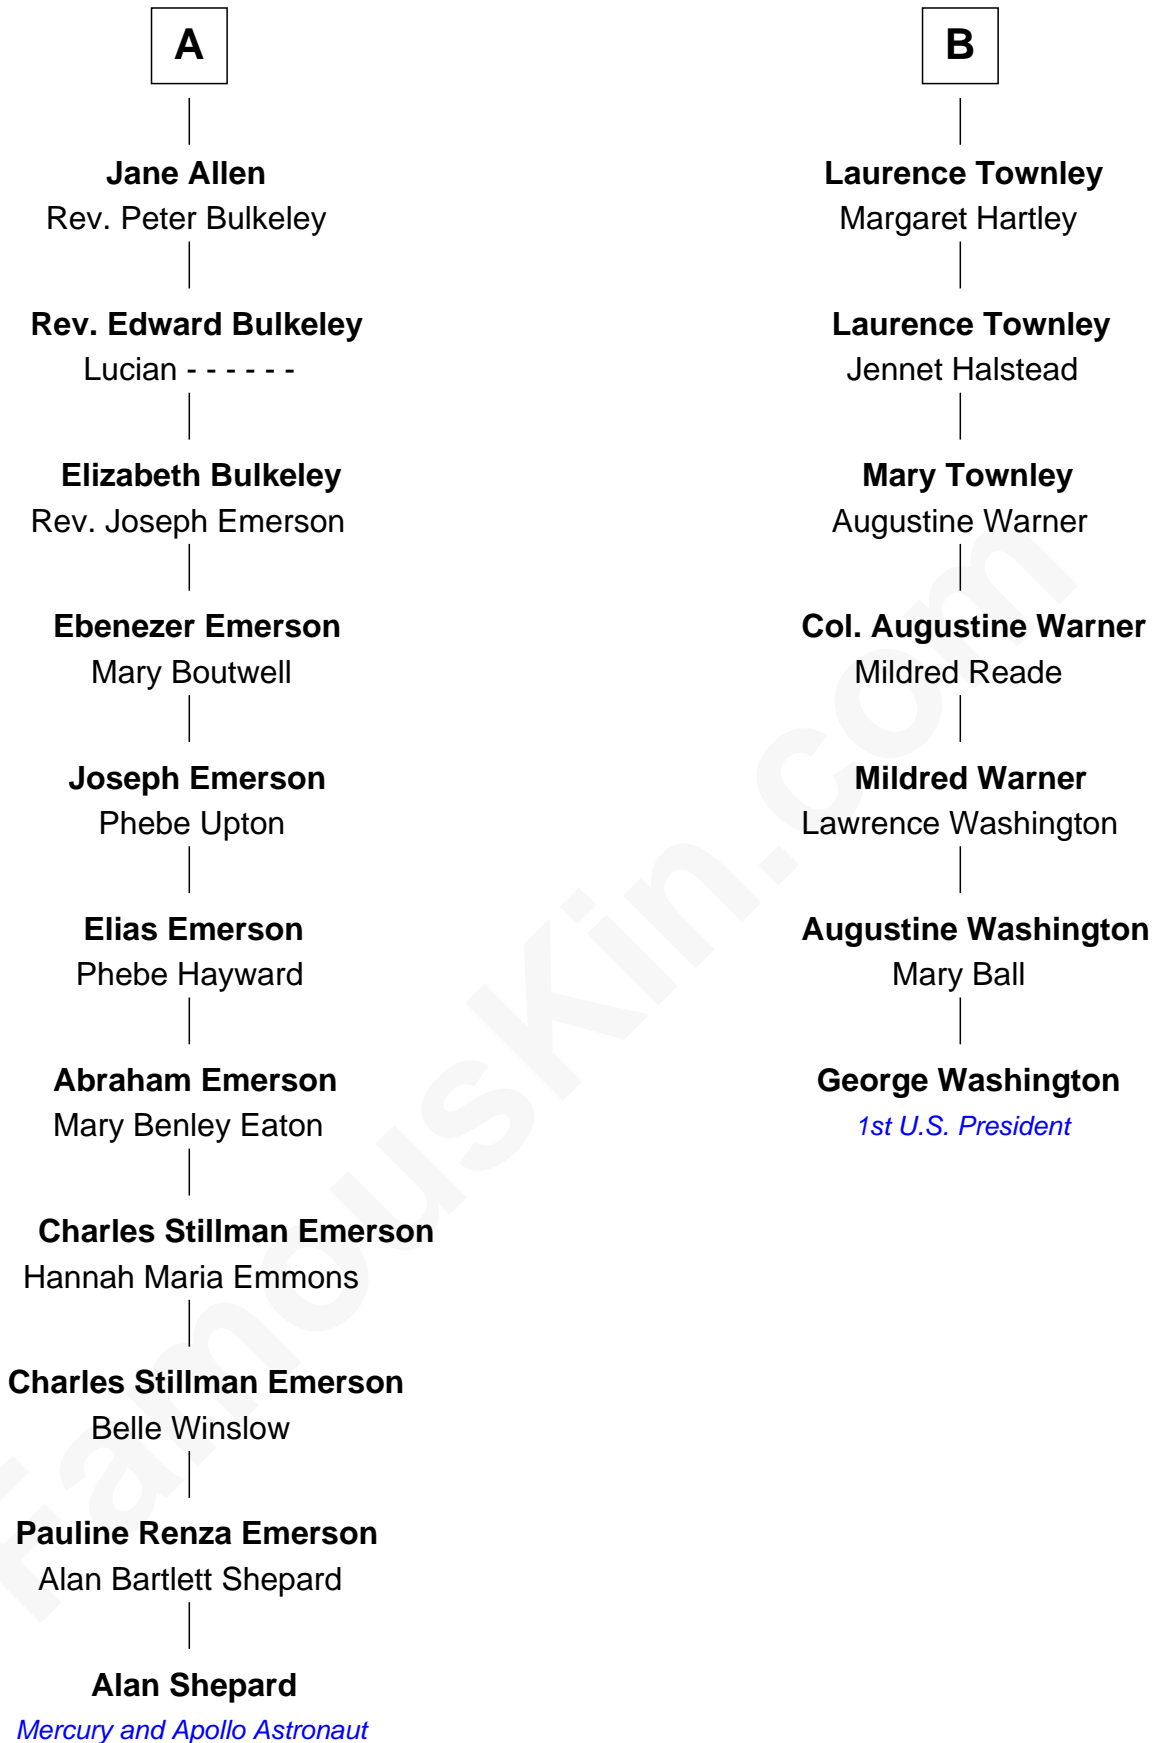 A
Jane Allen
Rev. Peter Bulkeley
Rev. Edward Bulkeley
Lucian - - - - - -
Elizabeth Bulkeley
Rev. Joseph Emerson
Ebenezer Emerson
Mary Boutwell
Joseph Emerson
Phebe Upton
Elias Emerson
Phebe Hayward
Abraham Emerson
Mary Benley Eaton
Charles Stillman Emerson
Hannah Maria Emmons
Charles Stillman Emerson
Belle Winslow
Pauline Renza Emerson
Alan Bartlett Shepard
Alan Shepard
Mercury and Apollo Astronaut
B
Laurence Townley
Margaret Hartley
Laurence Townley
Jennet Halstead
Mary Townley
Augustine Warner
Col. Augustine Warner
Mildred Reade
Mildred Warner
Lawrence Washington
Augustine Washington
Mary Ball
George Washington
1st U.S. President
FamousKin.com